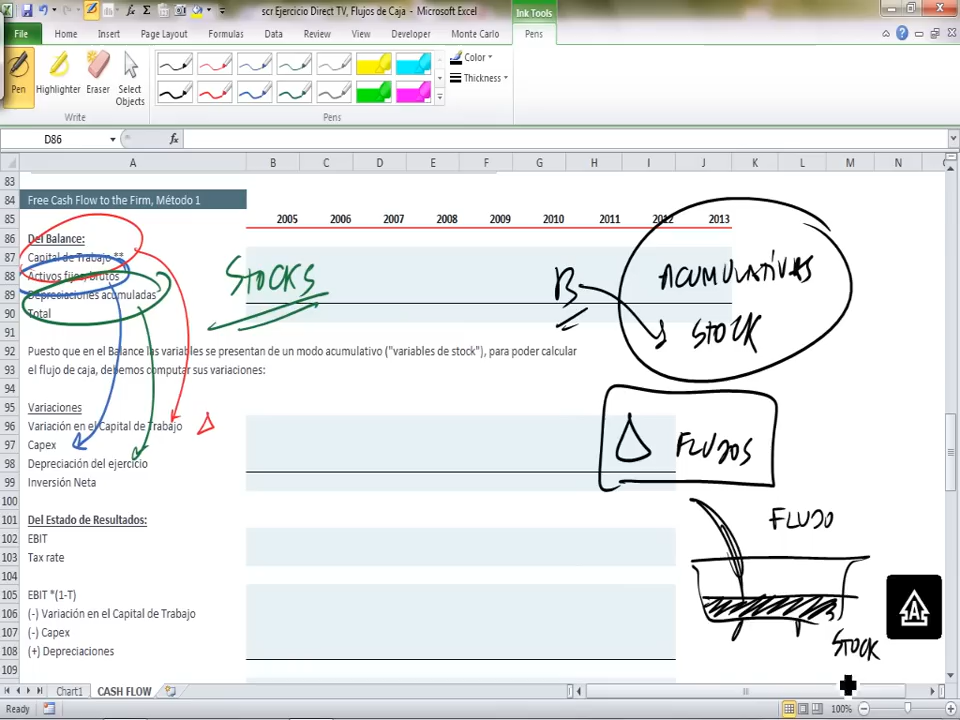 scr Ejercicio Direct TV, Flujos de Caja - Microsoft Excel
Ink Tools
File Home Insert Page Layout Formulas Data Review View Developer Monte Carlo Pens
Pen Highlighter Eraser Select Objects
Color
Thickness
Write Pens
D86 fx
A B C D E F G H I J K L M N
83
84 Free Cash Flow to the Firm, Método 1
85 2005 2006 2007 2008 2009 2010 2011 2012 2013
86 Del Balance:
87 Capital de Trabajo **
88 Activos fijos, brutos
89 Depreciaciones acumuladas
90 Total
STOCKS
B ACUMULATIVAS
STOCK
91
92 Puesto que en el Balance las variables se presentan de un modo acumulativo ("variables de stock"), para poder calcular
93 el flujo de caja, debemos computar sus variaciones:
94
95 Variaciones
96 Variación en el Capital de Trabajo Δ
97 Capex
98 Depreciación del ejercicio
99 Inversión Neta
Δ FLUJOS
100
101 Del Estado de Resultados:
102 EBIT
103 Tax rate
104
105 EBIT *(1-T)
106 (-) Variación en el Capital de Trabajo
107 (-) Capex
108 (+) Depreciaciones
109
FLUJO
STOCK
A
Chart1 CASH FLOW
Ready 100%